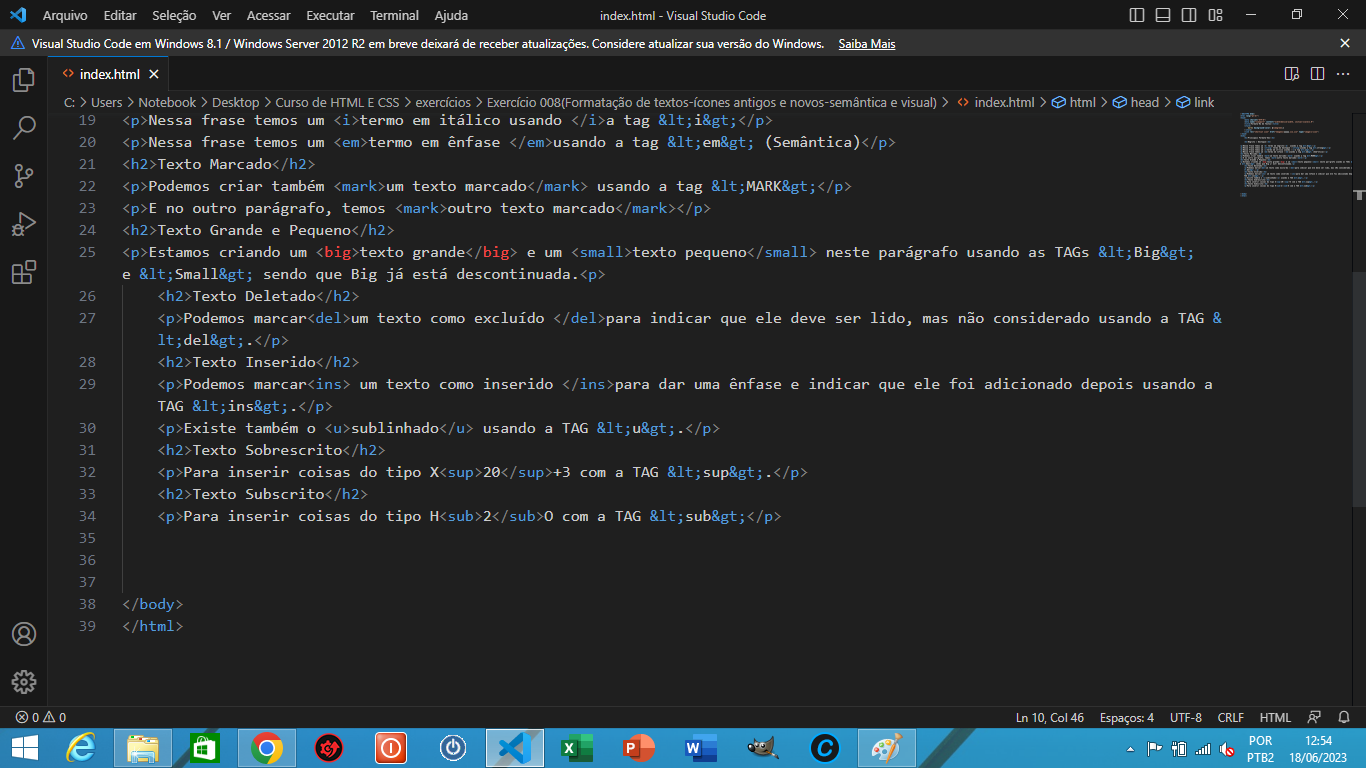 Arquivo Editar Seleção Ver Acessar Executar Terminal Ajuda index.html - Visual Studio Code
Visual Studio Code em Windows 8.1 / Windows Server 2012 R2 em breve deixará de receber atualizações. Considere atualizar sua versão do Windows. Saiba Mais
index.html
C: > Users > Notebook > Desktop > Curso de HTML E CSS > exercícios > Exercício 008(Formatação de textos-ícones antigos e novos-semântica e visual) > index.html > html > head > link
19 <p>Nessa frase temos um <i>termo em itálico usando </i>a tag &lt;i&gt;</p>
20 <p>Nessa frase temos um <em>termo em ênfase </em>usando a tag &lt;em&gt; (Semântica)</p>
21 <h2>Texto Marcado</h2>
22 <p>Podemos criar também <mark>um texto marcado</mark> usando a tag &lt;MARK&gt;</p>
23 <p>E no outro parágrafo, temos <mark>outro texto marcado</mark></p>
24 <h2>Texto Grande e Pequeno</h2>
25 <p>Estamos criando um <big>texto grande</big> e um <small>texto pequeno</small> neste parágrafo usando as TAGs &lt;Big&gt;
e &lt;Small&gt; sendo que Big já está descontinuada.<p>
26 <h2>Texto Deletado</h2>
27 <p>Podemos marcar<del>um texto como excluído </del>para indicar que ele deve ser lido, mas não considerado usando a TAG &
lt;del&gt;.</p>
28 <h2>Texto Inserido</h2>
29 <p>Podemos marcar<ins> um texto como inserido </ins>para dar uma ênfase e indicar que ele foi adicionado depois usando a
TAG &lt;ins&gt;.</p>
30 <p>Existe também o <u>sublinhado</u> usando a TAG &lt;u&gt;.</p>
31 <h2>Texto Sobrescrito</h2>
32 <p>Para inserir coisas do tipo X<sup>20</sup>+3 com a TAG &lt;sup&gt;.</p>
33 <h2>Texto Subscrito</h2>
34 <p>Para inserir coisas do tipo H<sub>2</sub>O com a TAG &lt;sub&gt;</p>
35
36
37
38 </body>
39 </html>
0 0 Ln 10, Col 46 Espaços: 4 UTF-8 CRLF HTML
POR 12:54
PTB2 18/06/2023